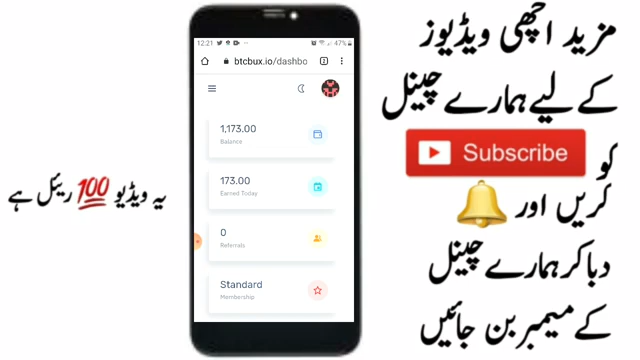 مزید اچھی ویڈیوز
کے لیے ہمارے چینل
Subscribe
کو
کریں اور
دبا کر ہمارے چینل
کے میمبر بن جائیں
یہ ویڈیو 100 ریئل ہے
12:21
47%
btcbux.io/dashbo
1,173.00
Balance
173.00
Earned Today
0
Referrals
Standard
Membership